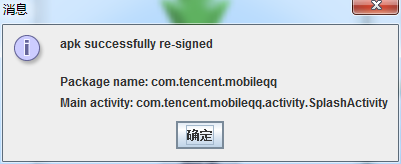 消息
apk successfully re-signed
Package name: com.tencent.mobileqq
Main activity: com.tencent.mobileqq.activity.SplashActivity
确定